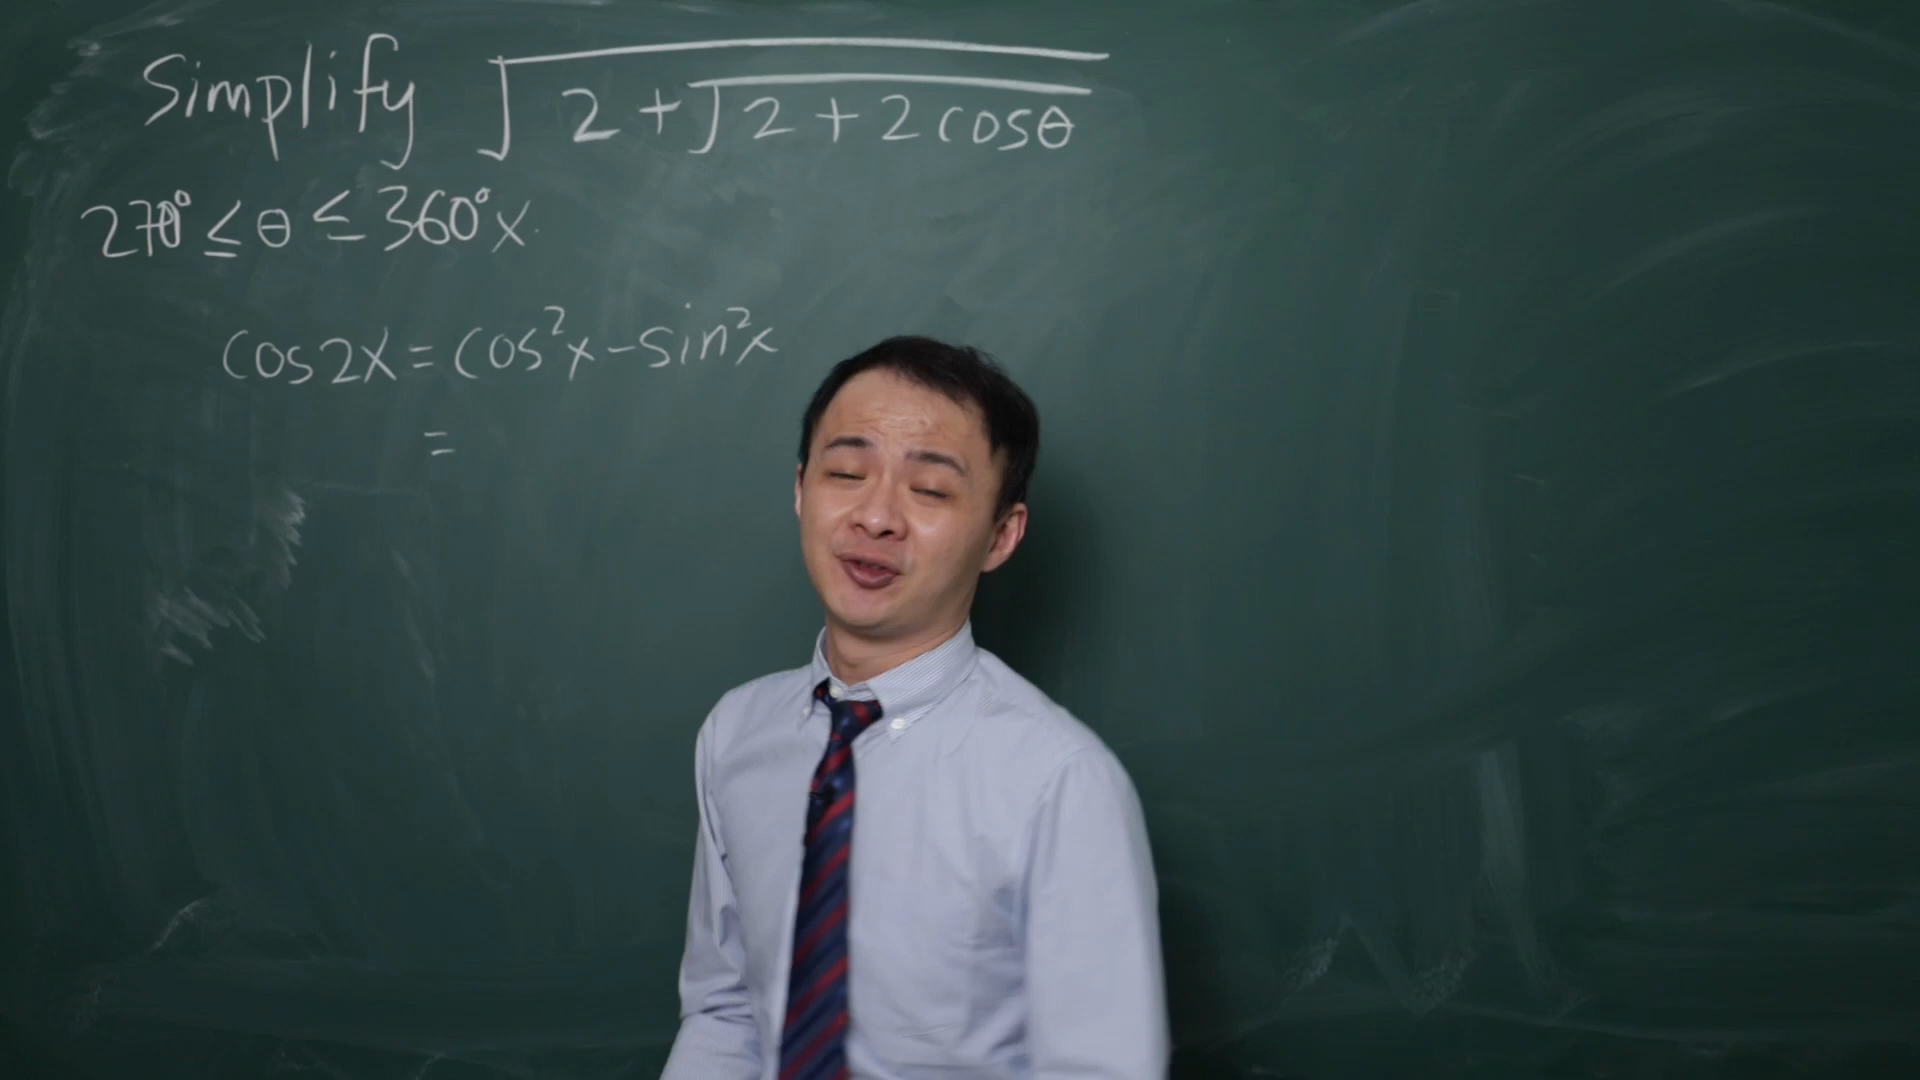 Simplify √(2+√(2+2cosθ))
270° ≤ θ ≤ 360° x
cos2x = cos²x - sin²x
=